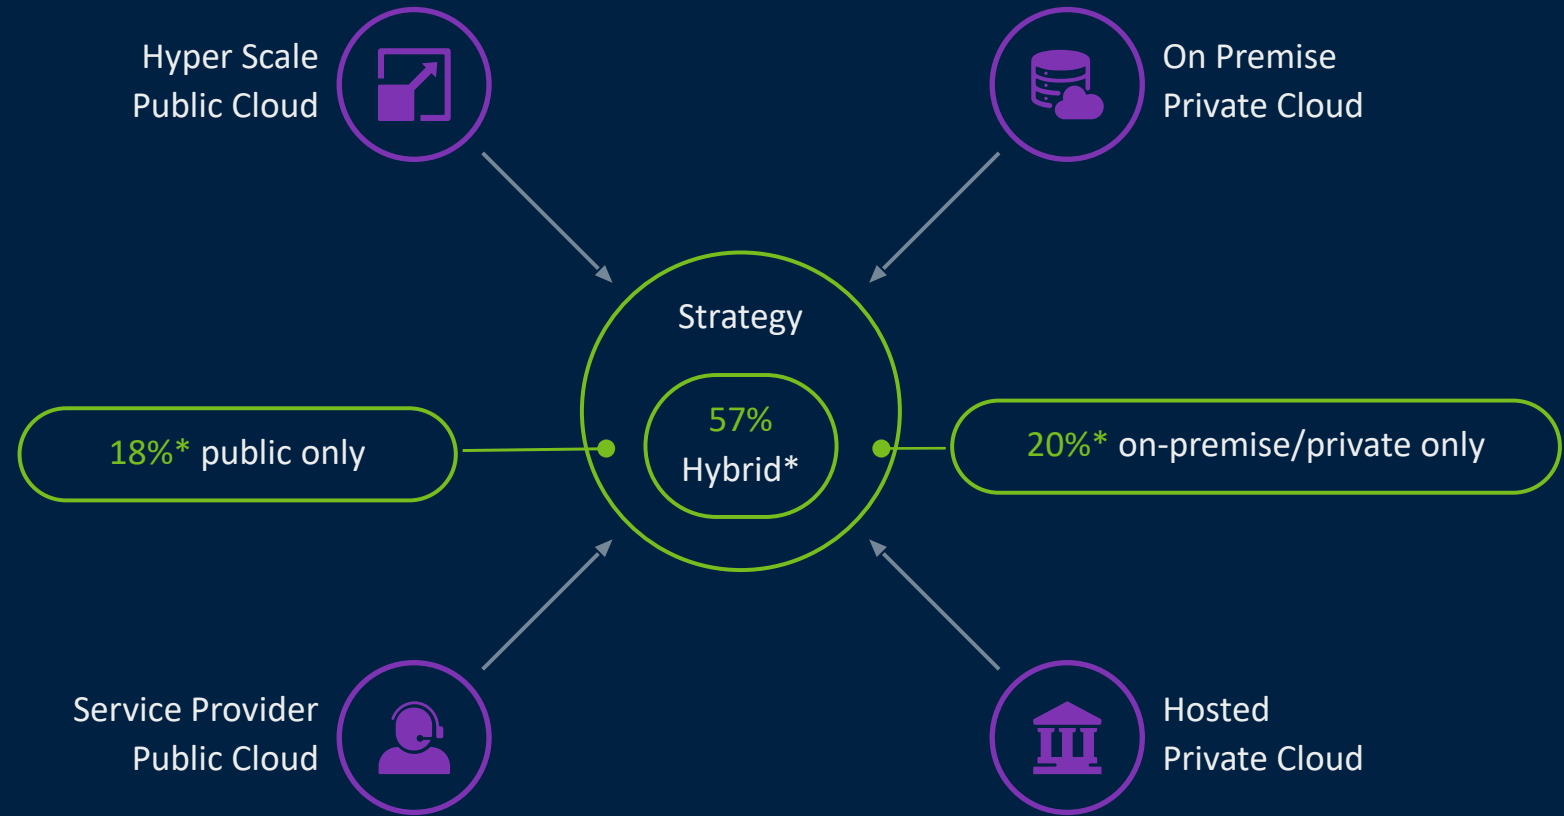 Hyper Scale
Public Cloud
On Premise
Private Cloud
Strategy
18%* public only
57%
Hybrid*
20%* on-premise/private only
Service Provider
Public Cloud
Hosted
Private Cloud